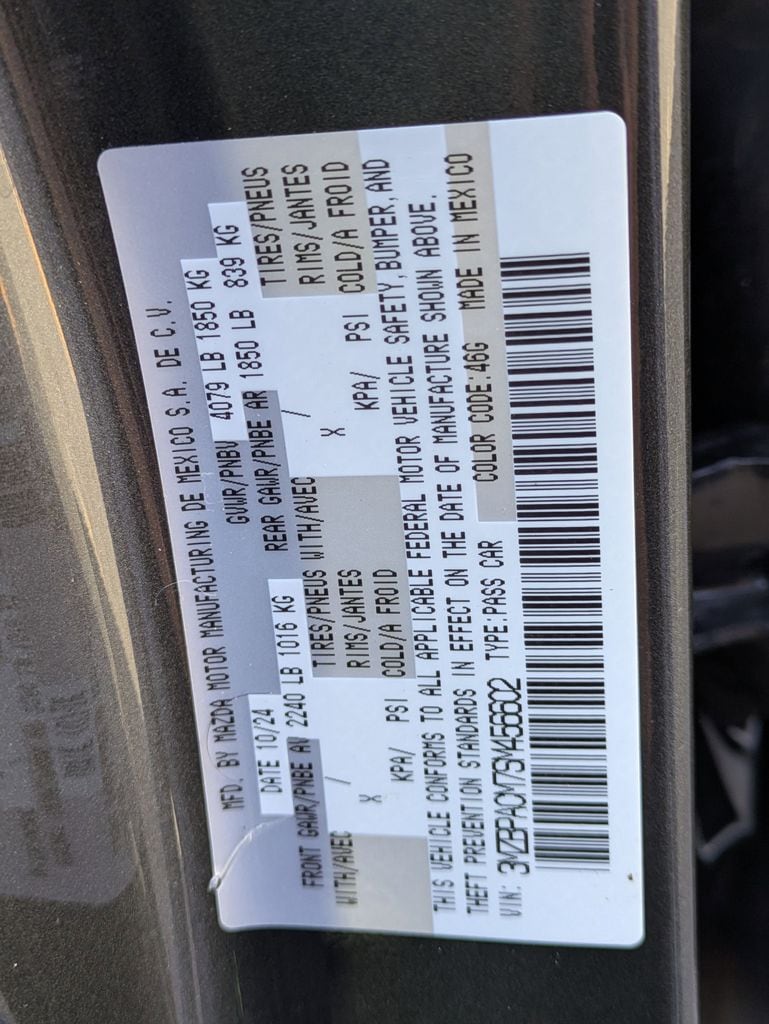 MFD. BY MAZDA MOTOR MANUFACTURING DE MEXICO S.A. DE C.V.
DATE 10/24 GVWR/PNBV 4079 LB 1850 KG
FRONT GAWR/PNBE AV 2240 LB 1016 KG REAR GAWR/PNBE AR 1850 LB 839 KG
WITH/AVEC / TIRES/PNEUS WITH/AVEC / TIRES/PNEUS
X RIMS/JANTES X RIMS/JANTES
KPA/ PSI COLD/A FROID KPA/ PSI COLD/A FROID
THIS VEHICLE CONFORMS TO ALL APPLICABLE FEDERAL MOTOR VEHICLE SAFETY, BUMPER, AND
THEFT PREVENTION STANDARDS IN EFFECT ON THE DATE OF MANUFACTURE SHOWN ABOVE.
VIN: 3MZBPACM7SM456602 TYPE:PASS CAR COLOR CODE:46G MADE IN MEXICO